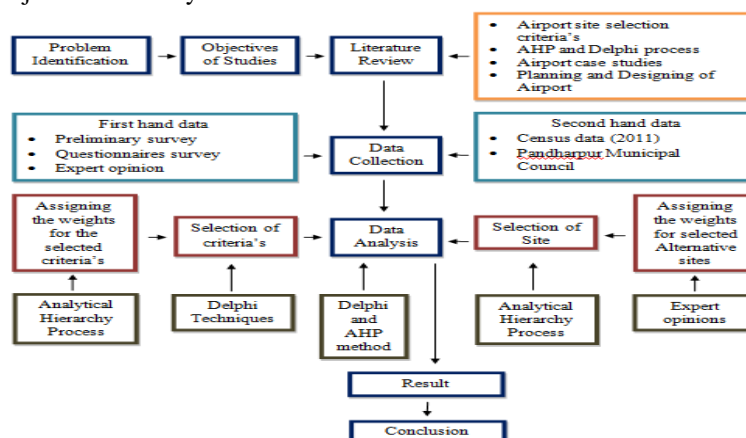 Problem
Identification
Objectives
of Studies
Literature
Review
• Airport site selection
criteria's
• AHP and Delphi process
• Airport case studies
• Planning and Designing of
Airport
First hand data
• Preliminary survey
• Questionnaires survey
• Expert opinion
Data
Collection
Second hand data
• Census data (2011)
• Pandharpur Municipal
Council
Assigning
the weights
for the
selected
criteria's
Selection of
criteria's
Data
Analysis
Selection of
Site
Assigning
the weights
for selected
Alternative
sites
Analytical
Hierarchy
Process
Delphi
Techniques
Delphi
and
AHP
method
Analytical
Hierarchy
Process
Expert
opinions
Result
Conclusion